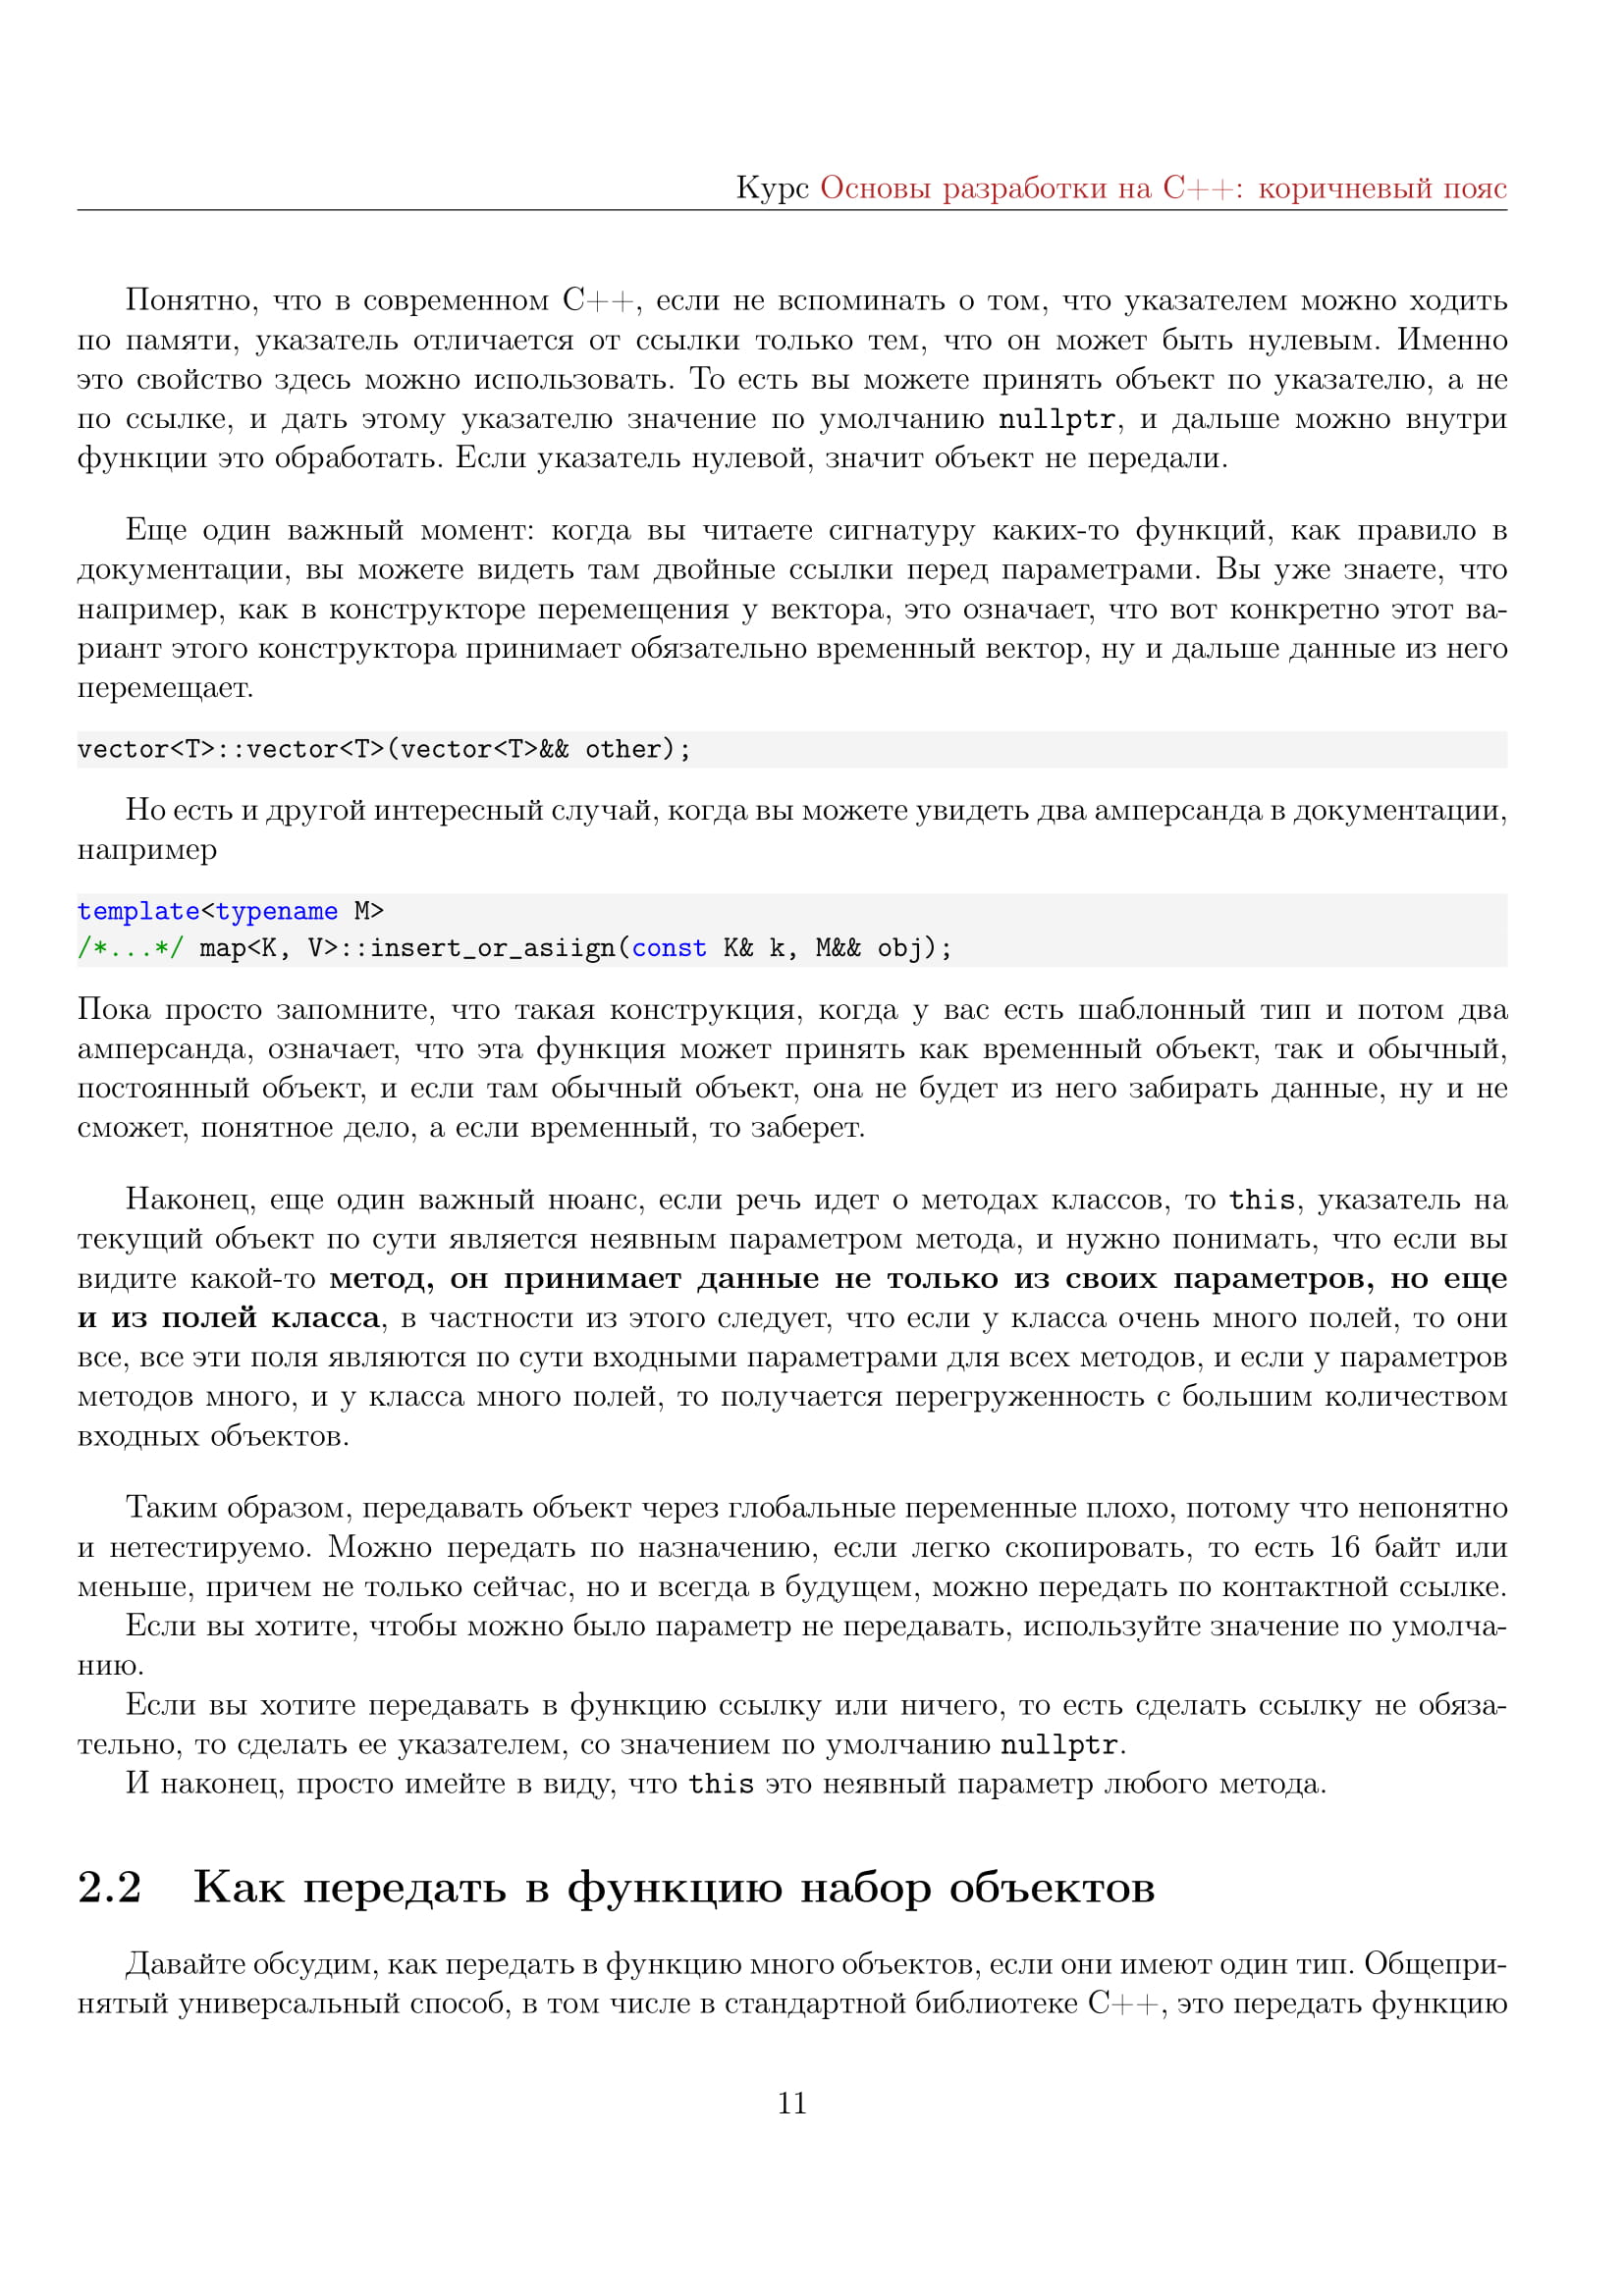 Курс Основы разработки на C++: коричневый пояс
Понятно, что в современном C++, если не вспоминать о том, что указателем можно ходить
по памяти, указатель отличается от ссылки только тем, что он может быть нулевым. Именно
это свойство здесь можно использовать. То есть вы можете принять объект по указателю, а не
по ссылке, и дать этому указателю значение по умолчанию nullptr, и дальше можно внутри
функции это обработать. Если указатель нулевой, значит объект не передали.
Еще один важный момент: когда вы читаете сигнатуру каких-то функций, как правило в
документации, вы можете видеть там двойные ссылки перед параметрами. Вы уже знаете, что
например, как в конструкторе перемещения у вектора, это означает, что вот конкретно этот ва-
риант этого конструктора принимает обязательно временный вектор, ну и дальше данные из него
перемещает.
vector<T>::vector<T>(vector<T>&& other);
Но есть и другой интересный случай, когда вы можете увидеть два амперсанда в документации,
например
template<typename M>
/*...*/ map<K, V>::insert_or_asiign(const K& k, M&& obj);
Пока просто запомните, что такая конструкция, когда у вас есть шаблонный тип и потом два
амперсанда, означает, что эта функция может принять как временный объект, так и обычный,
постоянный объект, и если там обычный объект, она не будет из него забирать данные, ну и не
сможет, понятное дело, а если временный, то заберет.
Наконец, еще один важный нюанс, если речь идет о методах классов, то this, указатель на
текущий объект по сути является неявным параметром метода, и нужно понимать, что если вы
видите какой-то метод, он принимает данные не только из своих параметров, но еще
и из полей класса, в частности из этого следует, что если у класса очень много полей, то они
все, все эти поля являются по сути входными параметрами для всех методов, и если у параметров
методов много, и у класса много полей, то получается перегруженность с большим количеством
входных объектов.
Таким образом, передавать объект через глобальные переменные плохо, потому что непонятно
и нетестируемо. Можно передать по назначению, если легко скопировать, то есть 16 байт или
меньше, причем не только сейчас, но и всегда в будущем, можно передать по контактной ссылке.
Если вы хотите, чтобы можно было параметр не передавать, используйте значение по умолча-
нию.
Если вы хотите передавать в функцию ссылку или ничего, то есть сделать ссылку не обяза-
тельно, то сделать ее указателем, со значением по умолчанию nullptr.
И наконец, просто имейте в виду, что this это неявный параметр любого метода.
2.2 Как передать в функцию набор объектов
Давайте обсудим, как передать в функцию много объектов, если они имеют один тип. Общепри-
нятый универсальный способ, в том числе в стандартной библиотеке C++, это передать функцию
11